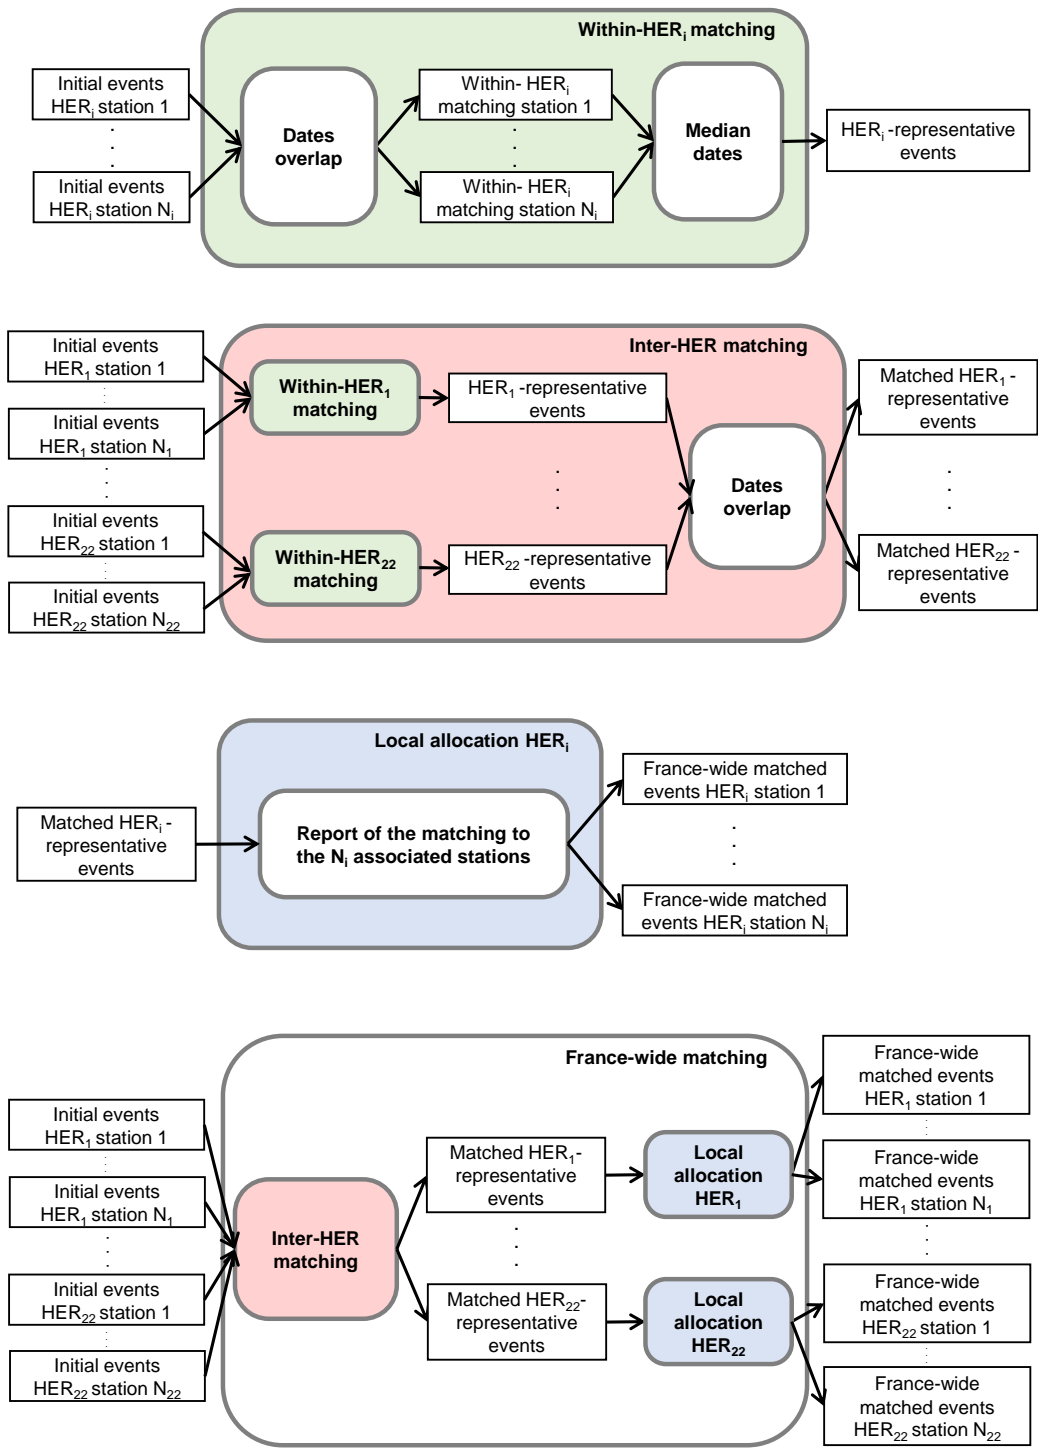 Within-HERᵢ matching
Initial events
HERᵢ station 1
Initial events
HERᵢ station Nᵢ
Dates
overlap
Within- HERᵢ
matching station 1
Within- HERᵢ
matching station Nᵢ
Median
dates
HERᵢ -representative
events
Inter-HER matching
Initial events
HER₁ station 1
Initial events
HER₁ station N₁
Initial events
HER₂₂ station 1
Initial events
HER₂₂ station N₂₂
Within-HER₁
matching
Within-HER₂₂
matching
HER₁ -representative
events
HER₂₂ -representative
events
Dates
overlap
Matched HER₁ -
representative
events
Matched HER₂₂ -
representative
events
Local allocation HERᵢ
Matched HERᵢ -
representative
events
Report of the matching to
the Nᵢ associated stations
France-wide matched
events HERᵢ station 1
France-wide matched
events HERᵢ station Nᵢ
France-wide matching
Initial events
HER₁ station 1
Initial events
HER₁ station N₁
Initial events
HER₂₂ station 1
Initial events
HER₂₂ station N₂₂
Inter-HER
matching
Matched HER₁-
representative
events
Matched HER₂₂-
representative
events
Local
allocation
HER₁
Local
allocation
HER₂₂
France-wide
matched events
HER₁ station 1
France-wide
matched events
HER₁ station N₁
France-wide
matched events
HER₂₂ station 1
France-wide
matched events
HER₂₂ station N₂₂